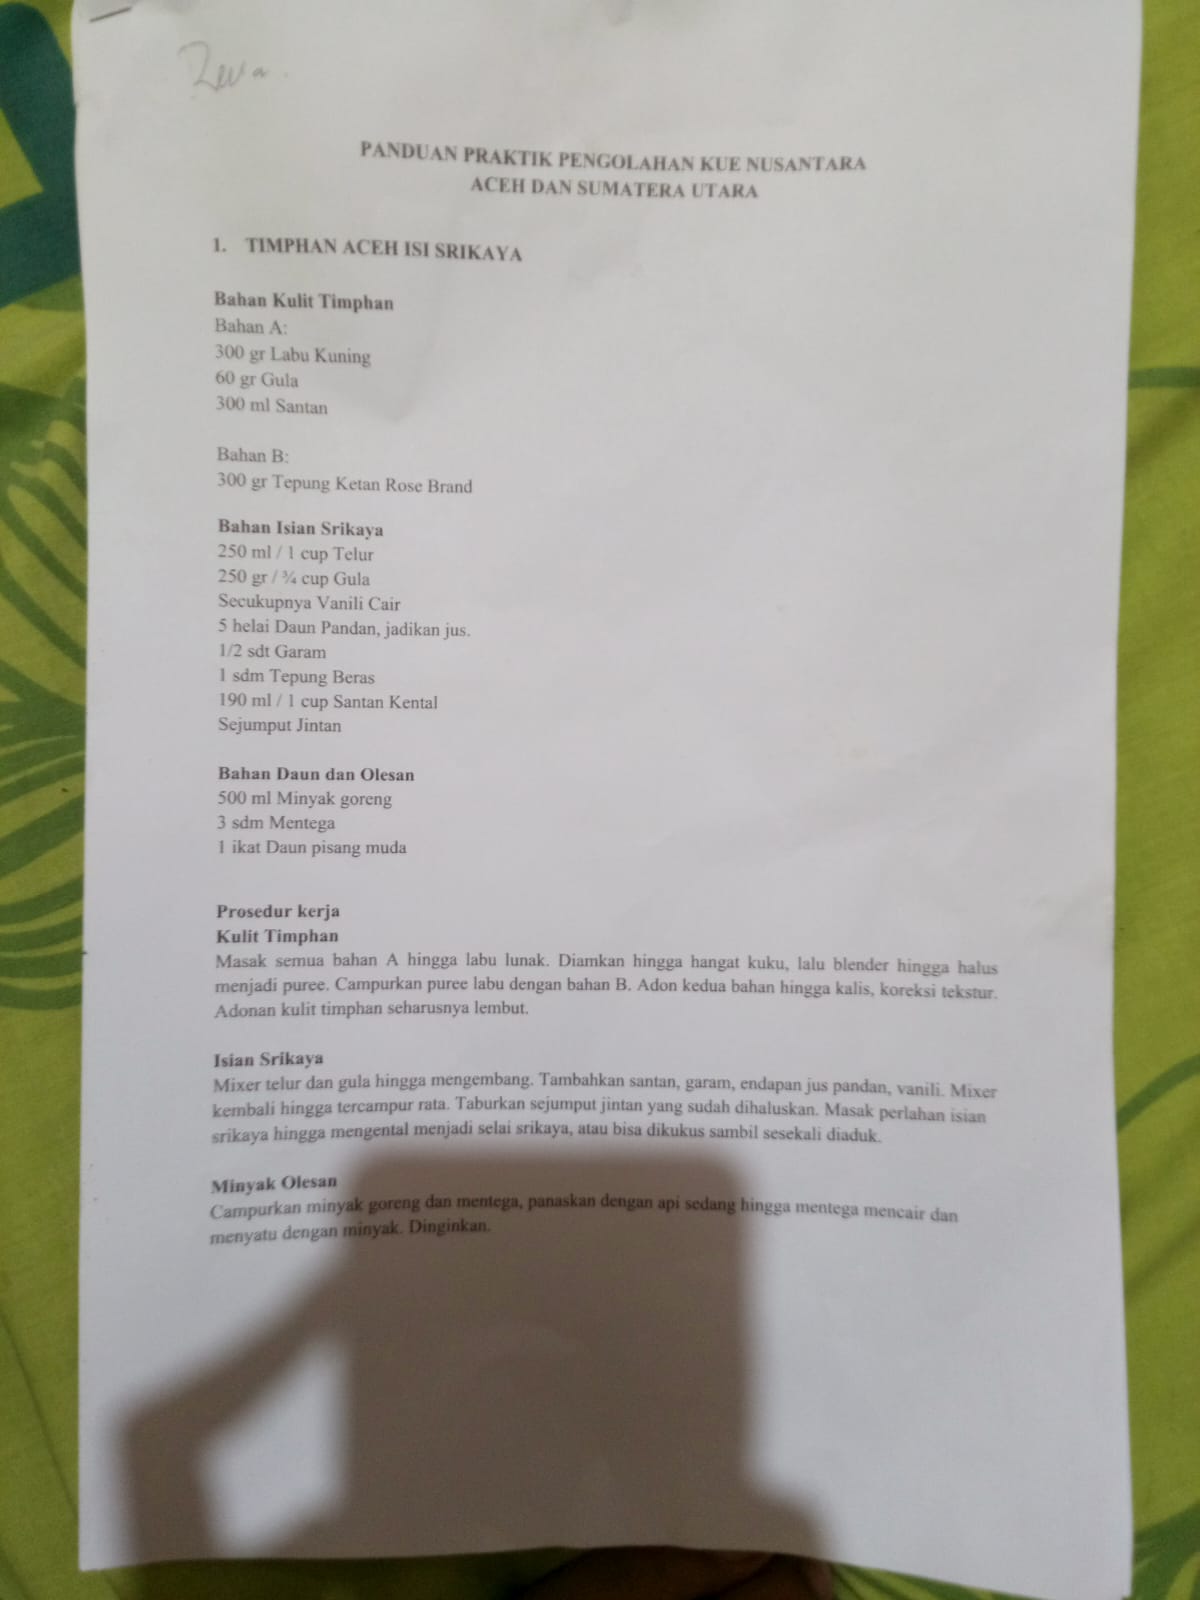 PANDUAN PRAKTIK PENGOLAHAN KUE NUSANTARA
ACEH DAN SUMATERA UTARA
1. TIMPHAN ACEH ISI SRIKAYA
Bahan Kulit Timphan
Bahan A:
300 gr Labu Kuning
60 gr Gula
300 ml Santan
Bahan B:
300 gr Tepung Ketan Rose Brand
Bahan Isian Srikaya
250 ml / 1 cup Telur
250 gr / ¾ cup Gula
Secukupnya Vanili Cair
5 helai Daun Pandan, jadikan jus.
1/2 sdt Garam
1 sdm Tepung Beras
190 ml / 1 cup Santan Kental
Sejumput Jintan
Bahan Daun dan Olesan
500 ml Minyak goreng
3 sdm Mentega
1 ikat Daun pisang muda
Prosedur kerja
Kulit Timphan
Masak semua bahan A hingga labu lunak. Diamkan hingga hangat kuku, lalu blender hingga halus
menjadi puree. Campurkan puree labu dengan bahan B. Adon kedua bahan hingga kalis, koreksi tekstur.
Adonan kulit timphan seharusnya lembut.
Isian Srikaya
Mixer telur dan gula hingga mengembang. Tambahkan santan, garam, endapan jus pandan, vanili. Mixer
kembali hingga tercampur rata. Taburkan sejumput jintan yang sudah dihaluskan. Masak perlahan isian
srikaya hingga mengental menjadi selai srikaya, atau bisa dikukus sambil sesekali diaduk.
Minyak Olesan
Campurkan minyak goreng dan mentega, panaskan dengan api sedang hingga mentega mencair dan
menyatu dengan minyak. Dinginkan.